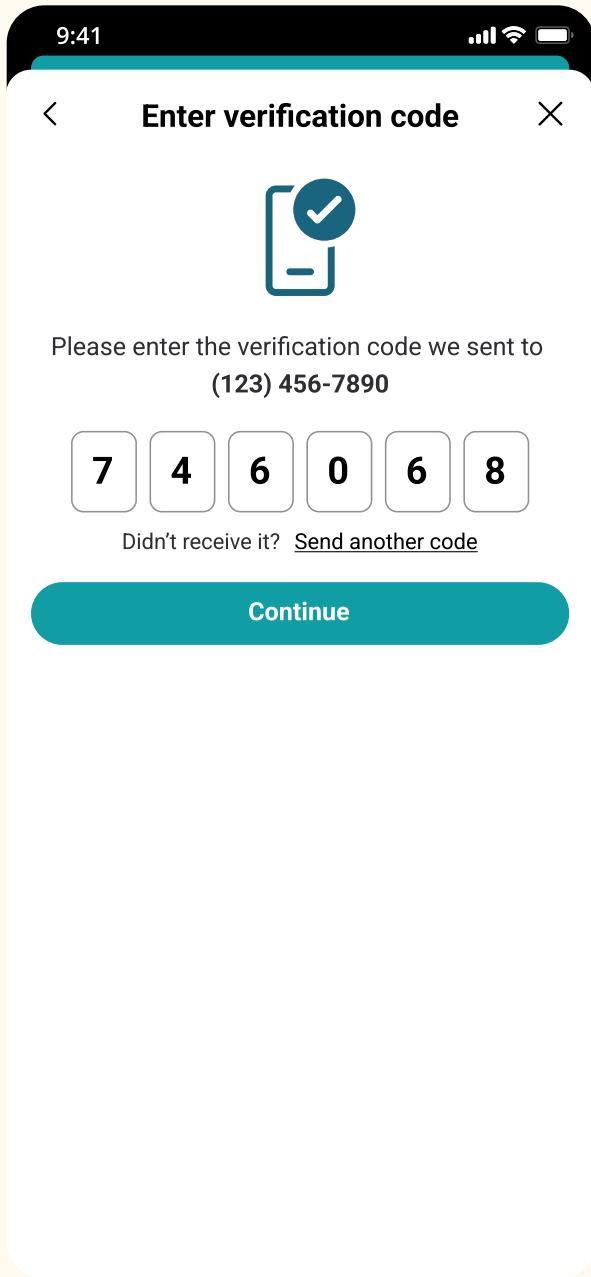 9:41
Enter verification code
Please enter the verification code we sent to
(123) 456-7890
7 4 6 0 6 8
Didn’t receive it? Send another code
Continue